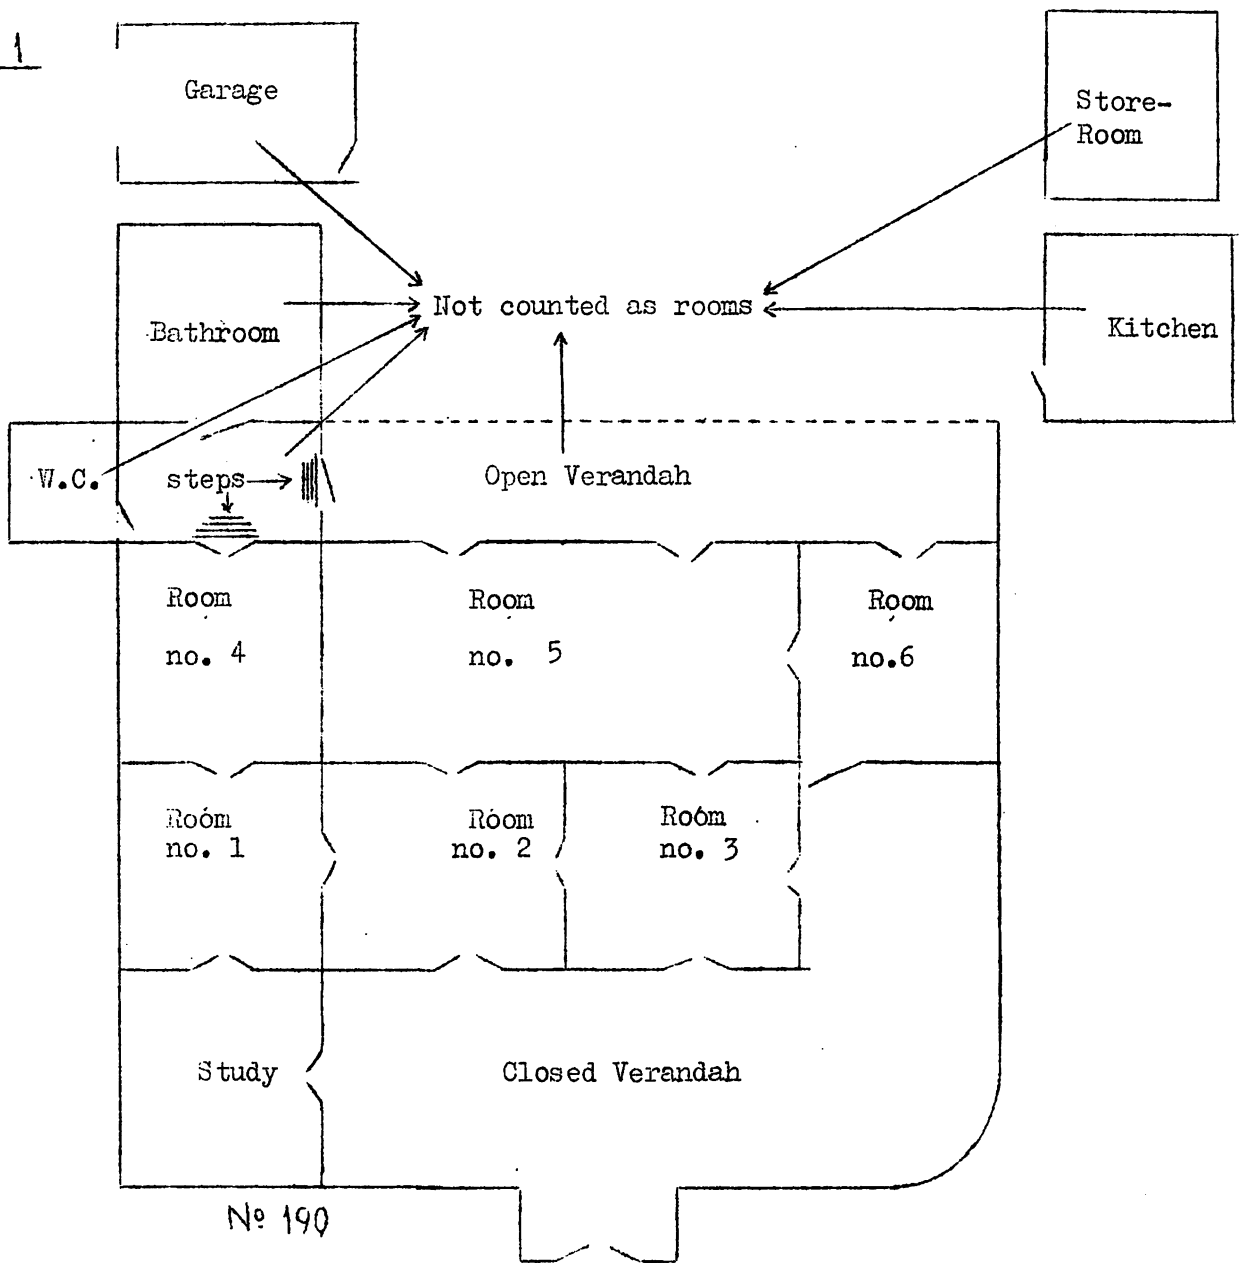 1
Garage
Store-
Room
Not counted as rooms
Bathroom
Kitchen
W.C.
steps
Open Verandah
Room
no. 4
Room
no. 5
Room
no.6
Room
no. 1
Room
no. 2
Room
no. 3
Study
Closed Verandah
Nº 190